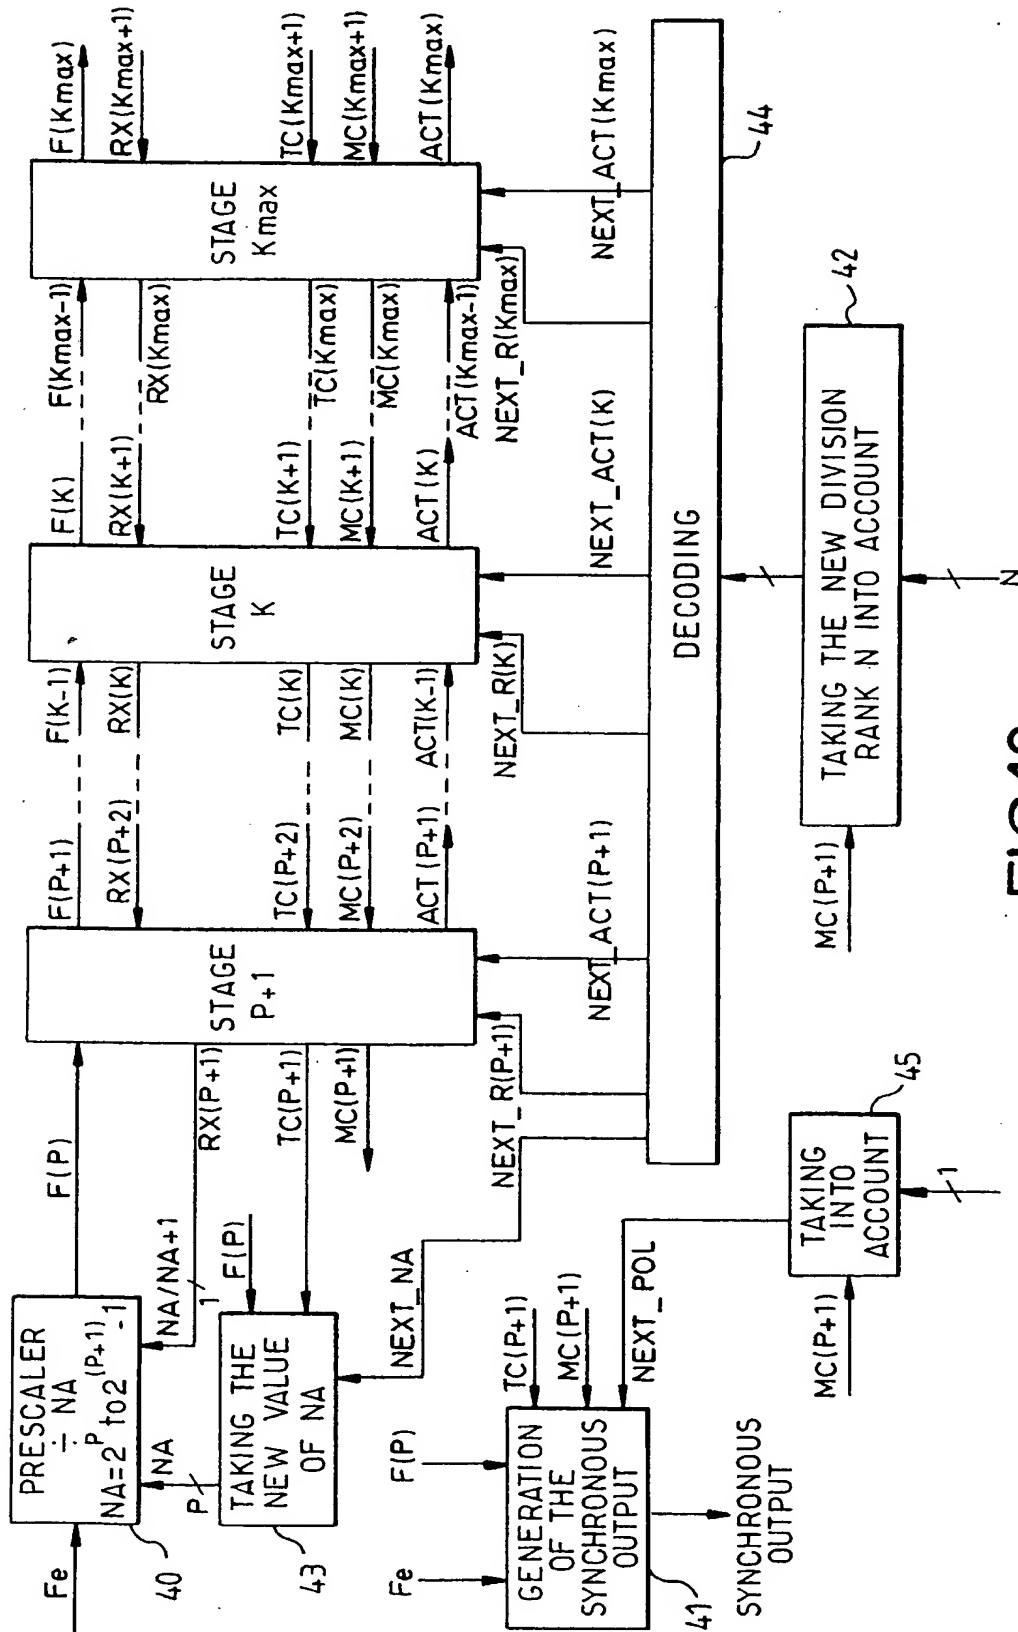 Fe
40
PRESCALER
÷ NA
NA=2^P to 2^(P+1) -1
NA
P
NA/NA+1
1
F(P)
43
TAKING THE
NEW VALUE
OF NA
F(P)
RX(P+1)
TC(P+1)
MC(P+1)
STAGE
P+1
F(P+1)
RX(P+2)
TC(P+2)
MC(P+2)
ACT(P+1)
F(K-1)
RX(K)
TC(K)
MC(K)
ACT(K-1)
STAGE
K
F(K)
RX(K+1)
TC(K+1)
MC(K+1)
ACT(K)
F(Kmax-1)
RX(Kmax)
TC(Kmax)
MC(Kmax)
ACT(Kmax-1)
STAGE
Kmax
F(Kmax)
RX(Kmax+1)
TC(Kmax+1)
MC(Kmax+1)
ACT(Kmax)
NEXT_NA
NEXT_R(P+1)
NEXT_ACT(P+1)
NEXT_R(K)
NEXT_ACT(K)
NEXT_R(Kmax)
NEXT_ACT(Kmax)
DECODING
44
Fe
F(P)
TC(P+1)
MC(P+1)
NEXT_POL
GENERATION
OF THE
SYNCHRONOUS
OUTPUT
41
SYNCHRONOUS
OUTPUT
MC(P+1)
TAKING
INTO
ACCOUNT
45
1
MC(P+1)
TAKING THE NEW DIVISION
RANK N INTO ACCOUNT
42
N